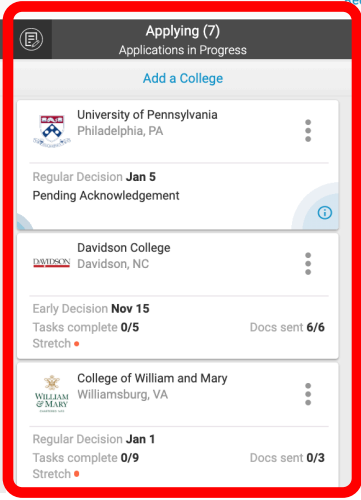 Applying (7)
Applications in Progress
Add a College
University of Pennsylvania
Philadelphia, PA
Regular Decision Jan 5
Pending Acknowledgement
Davidson College
DAVIDSON Davidson, NC
Early Decision Nov 15
Tasks complete 0/5 Docs sent 6/6
Stretch
College of William and Mary
Williamsburg, VA
WILLIAM
& MARY
Regular Decision Jan 1
Tasks complete 0/9 Docs sent 0/3
Stretch